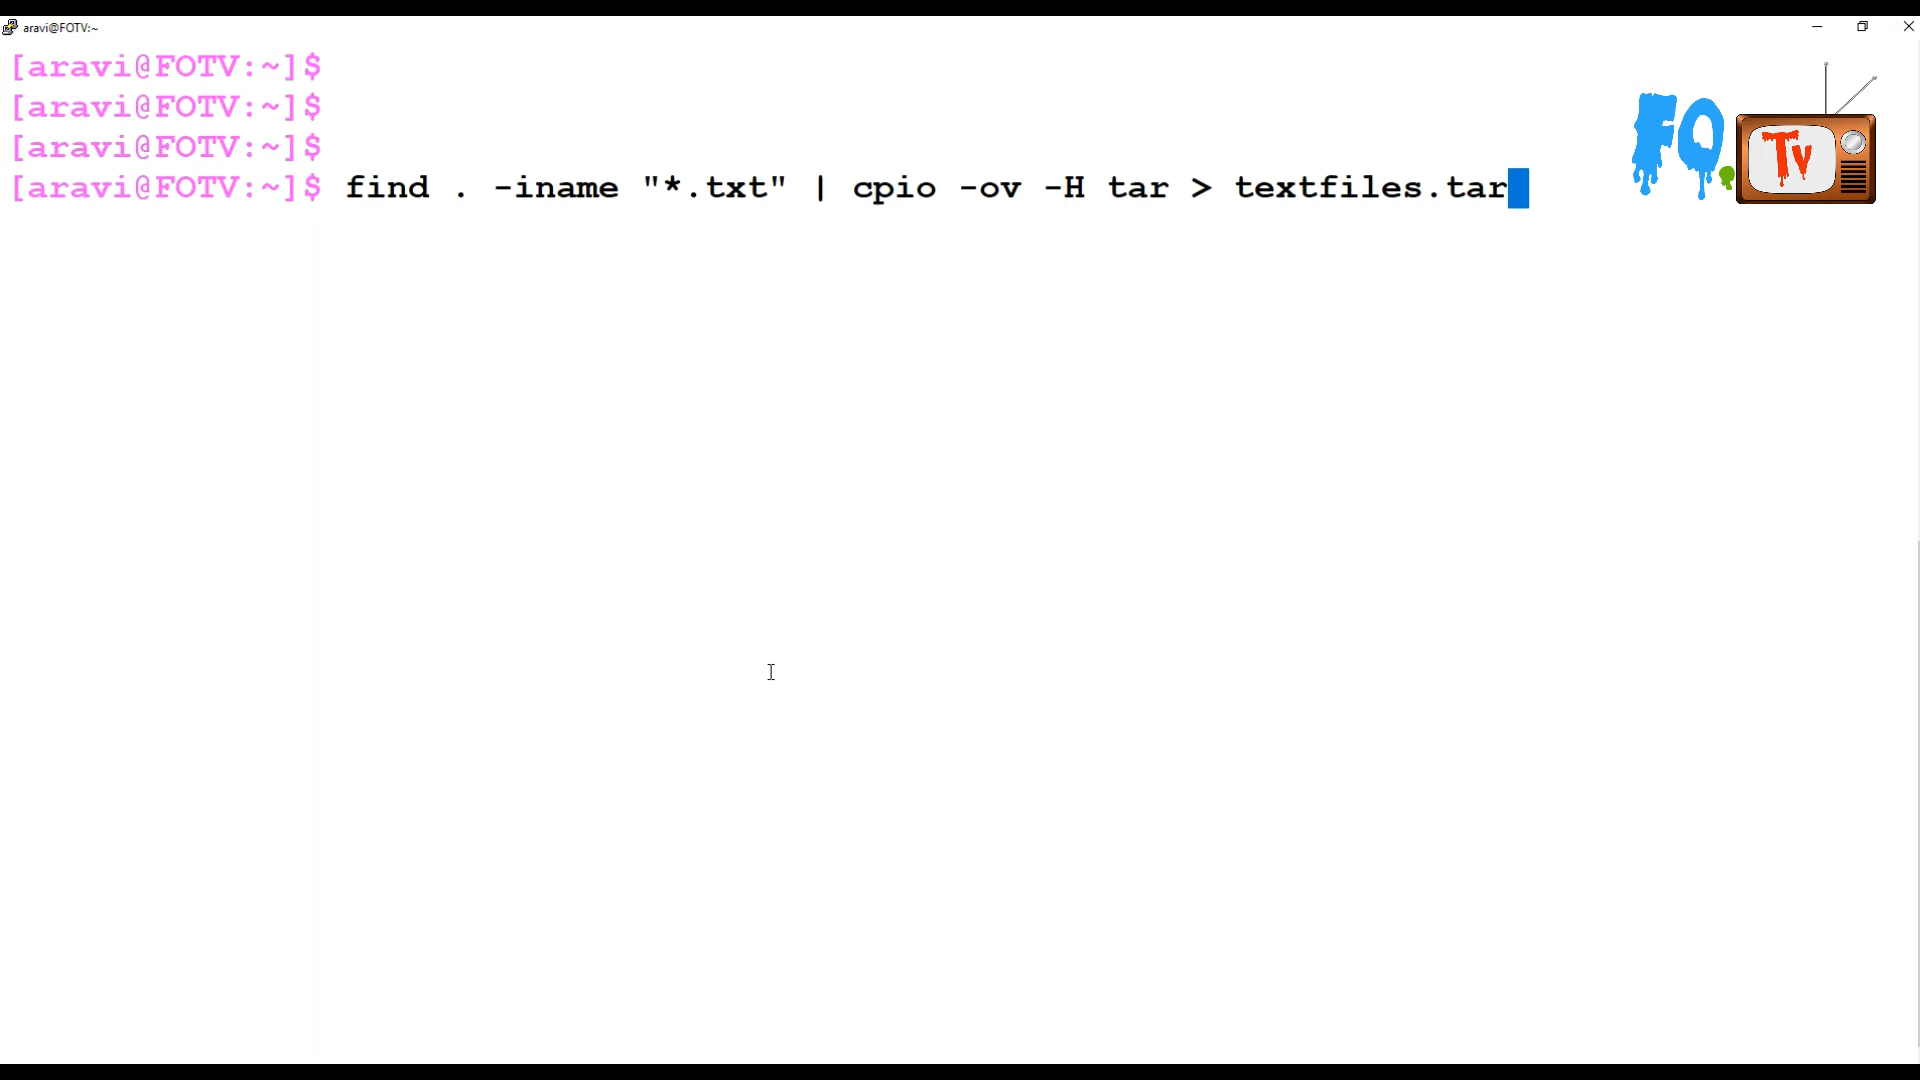 aravi@FOTV:~
[aravi@FOTV:~]$
[aravi@FOTV:~]$
[aravi@FOTV:~]$
[aravi@FOTV:~]$ find . -iname "*.txt" | cpio -ov -H tar > textfiles.tar
FO.
Tv